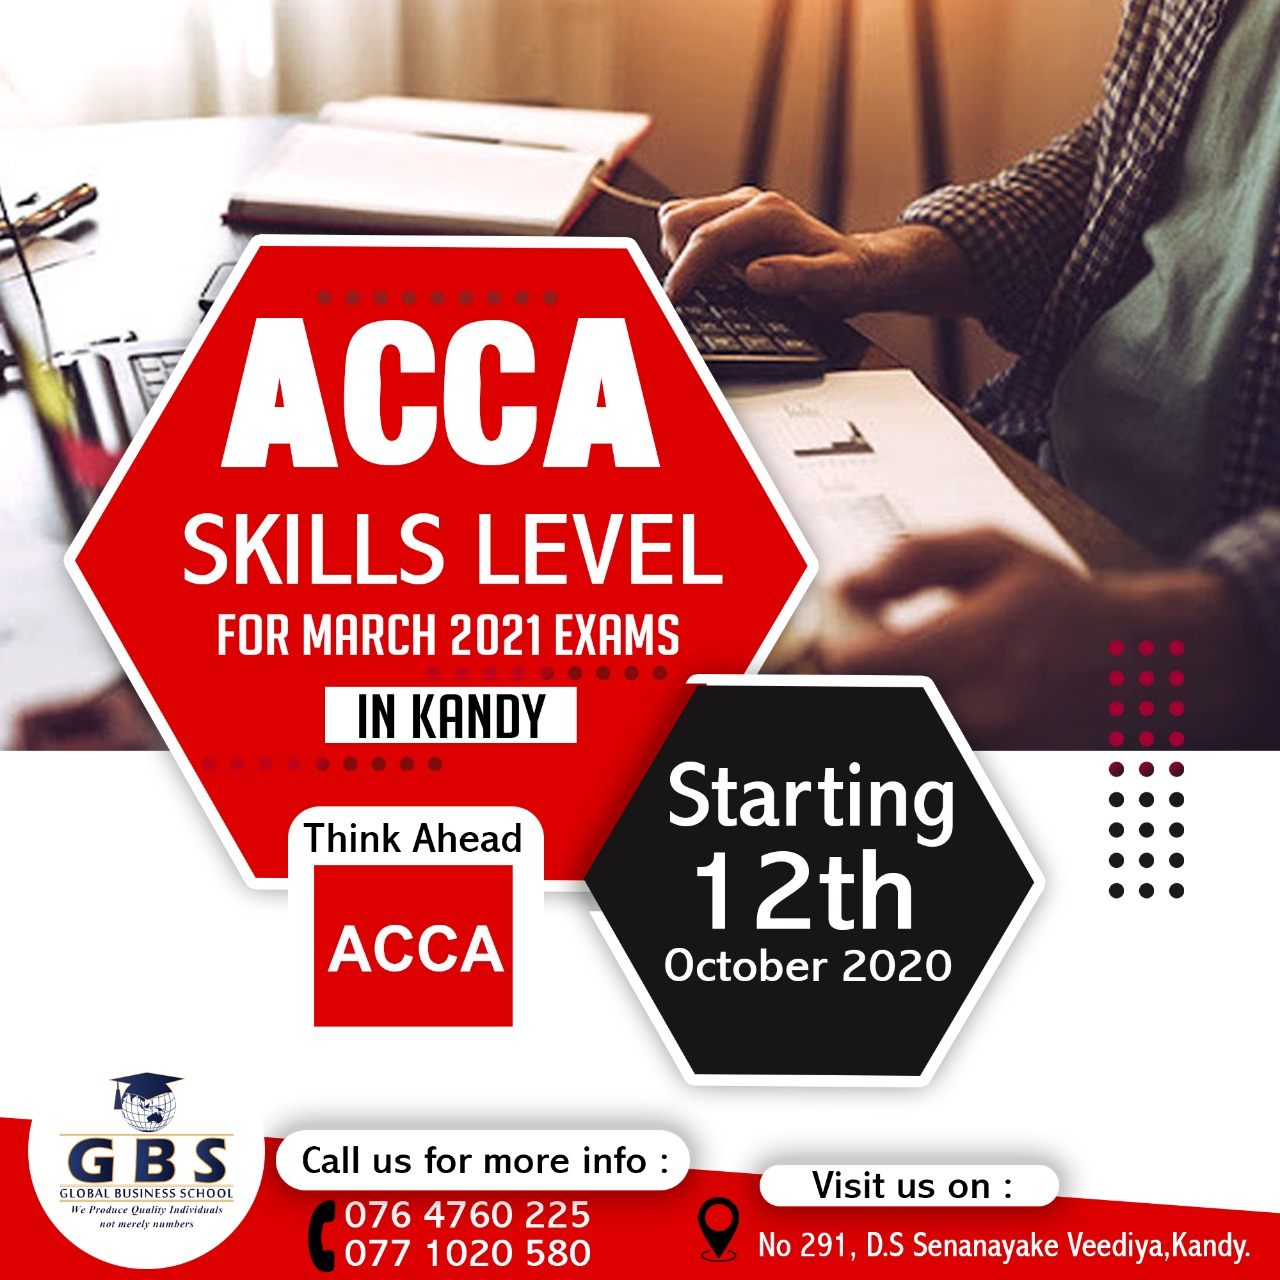 ACCA
SKILLS LEVEL
FOR MARCH 2021 EXAMS
IN KANDY
Think Ahead
ACCA
Starting
12th
October 2020
GBS
GLOBAL BUSINESS SCHOOL
We Produce Quality Individuals
not merely numbers
Call us for more info :
076 4760 225
077 1020 580
Visit us on :
No 291, D.S Senanayake Veediya,Kandy.